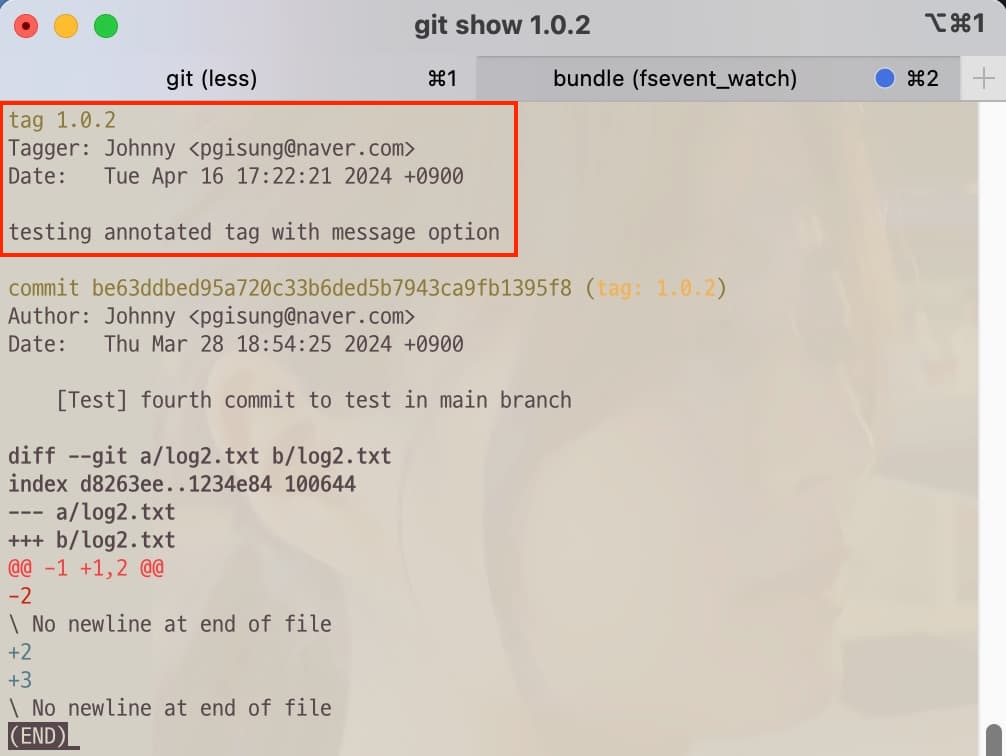 git show 1.0.2
⌥⌘1
git (less) ⌘1
bundle (fsevent_watch) ⌘2
tag 1.0.2
Tagger: Johnny <pgisung@naver.com>
Date:   Tue Apr 16 17:22:21 2024 +0900
testing annotated tag with message option
commit be63ddbed95a720c33b6ded5b7943ca9fb1395f8 (tag: 1.0.2)
Author: Johnny <pgisung@naver.com>
Date:   Thu Mar 28 18:54:25 2024 +0900
    [Test] fourth commit to test in main branch
diff --git a/log2.txt b/log2.txt
index d8263ee..1234e84 100644
--- a/log2.txt
+++ b/log2.txt
@@ -1 +1,2 @@
-2
\ No newline at end of file
+2
+3
\ No newline at end of file
(END)